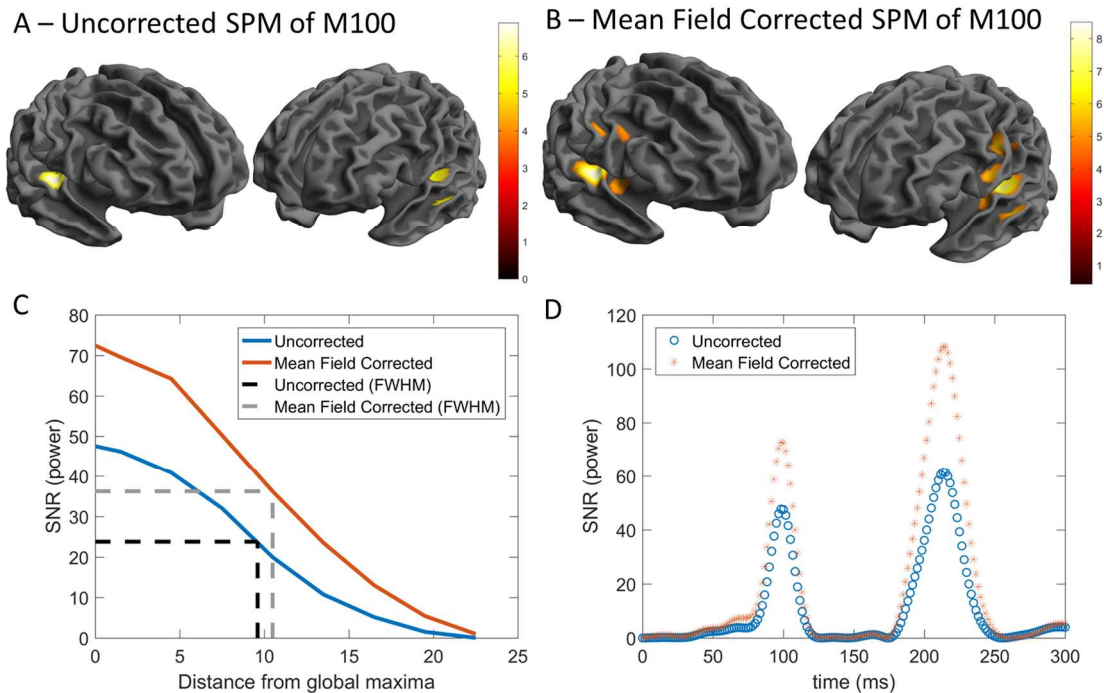 A – Uncorrected SPM of M100
6
5
4
3
2
1
0
B – Mean Field Corrected SPM of M100
8
7
6
5
4
3
2
1
C
80
70
60
50
40
30
20
10
0
SNR (power)
Uncorrected
Mean Field Corrected
Uncorrected (FWHM)
Mean Field Corrected (FWHM)
0 5 10 15 20 25
Distance from global maxima
D
120
100
80
60
40
20
0
SNR (power)
Uncorrected
Mean Field Corrected
0 50 100 150 200 250 300
time (ms)